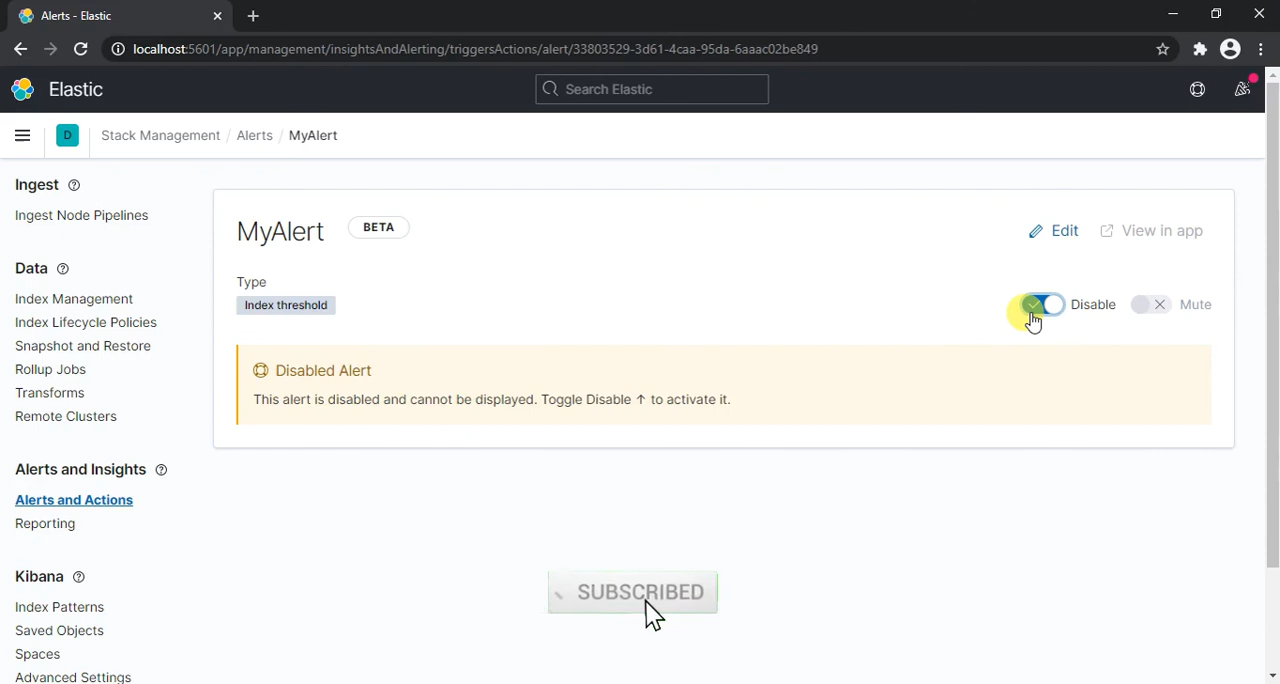 Alerts - Elastic
localhost:5601/app/management/insightsAndAlerting/triggersActions/alert/33803529-3d61-4caa-95da-6aaac02be849
Elastic
Search Elastic
D
Stack Management / Alerts / MyAlert
Ingest
Ingest Node Pipelines
Data
Index Management
Index Lifecycle Policies
Snapshot and Restore
Rollup Jobs
Transforms
Remote Clusters
Alerts and Insights
Alerts and Actions
Reporting
Kibana
Index Patterns
Saved Objects
Spaces
Advanced Settings
MyAlert BETA
Edit View in app
Type
Index threshold
Disable Mute
Disabled Alert
This alert is disabled and cannot be displayed. Toggle Disable ↑ to activate it.
SUBSCRIBED